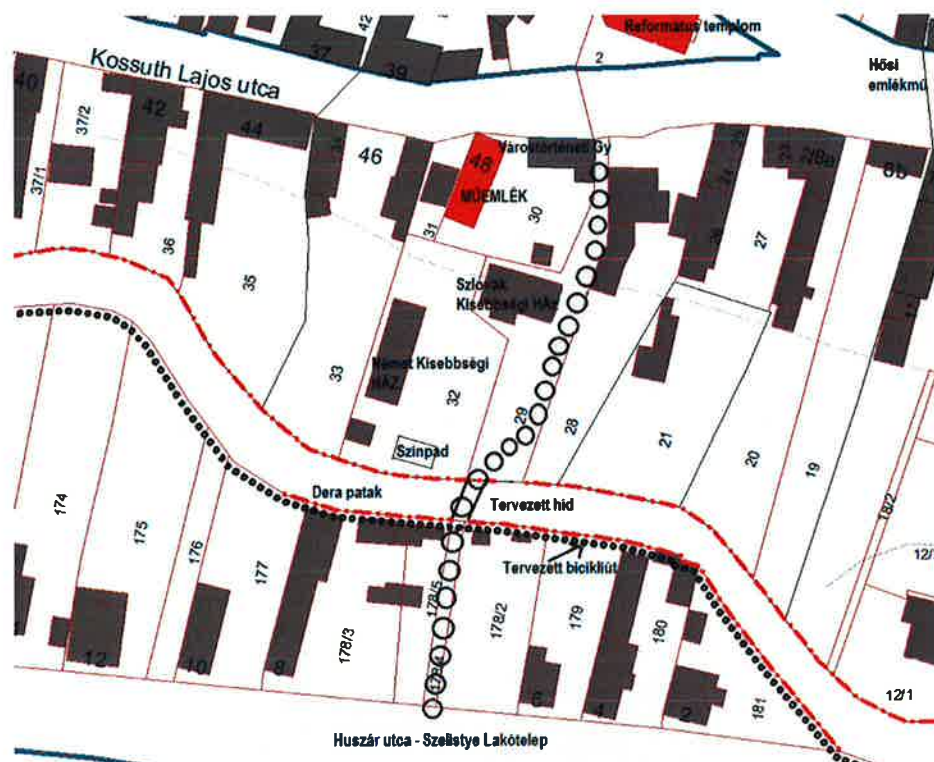 Református templom
37
42
39
2
Kossuth Lajos utca
Hősi
emlékmű
40
37/2
42
44
46
48
Várostörténeti Gy
28a
8b
37/1
MŰEMLÉK
36
31
30
27
35
Szlovák
Kisebbségi HÁz
33
Német Kisebbségi
HÁZ
32
29
28
21
20
19
18/2
Színpad
Dera patak
Tervezett híd
Tervezett bicikliút
12/1
174
175
176
177
178/3
178/5
178/2
179
180
181
12
10
8
6
4
2
12/1
Huszár utca - Szelistye Lakótelep